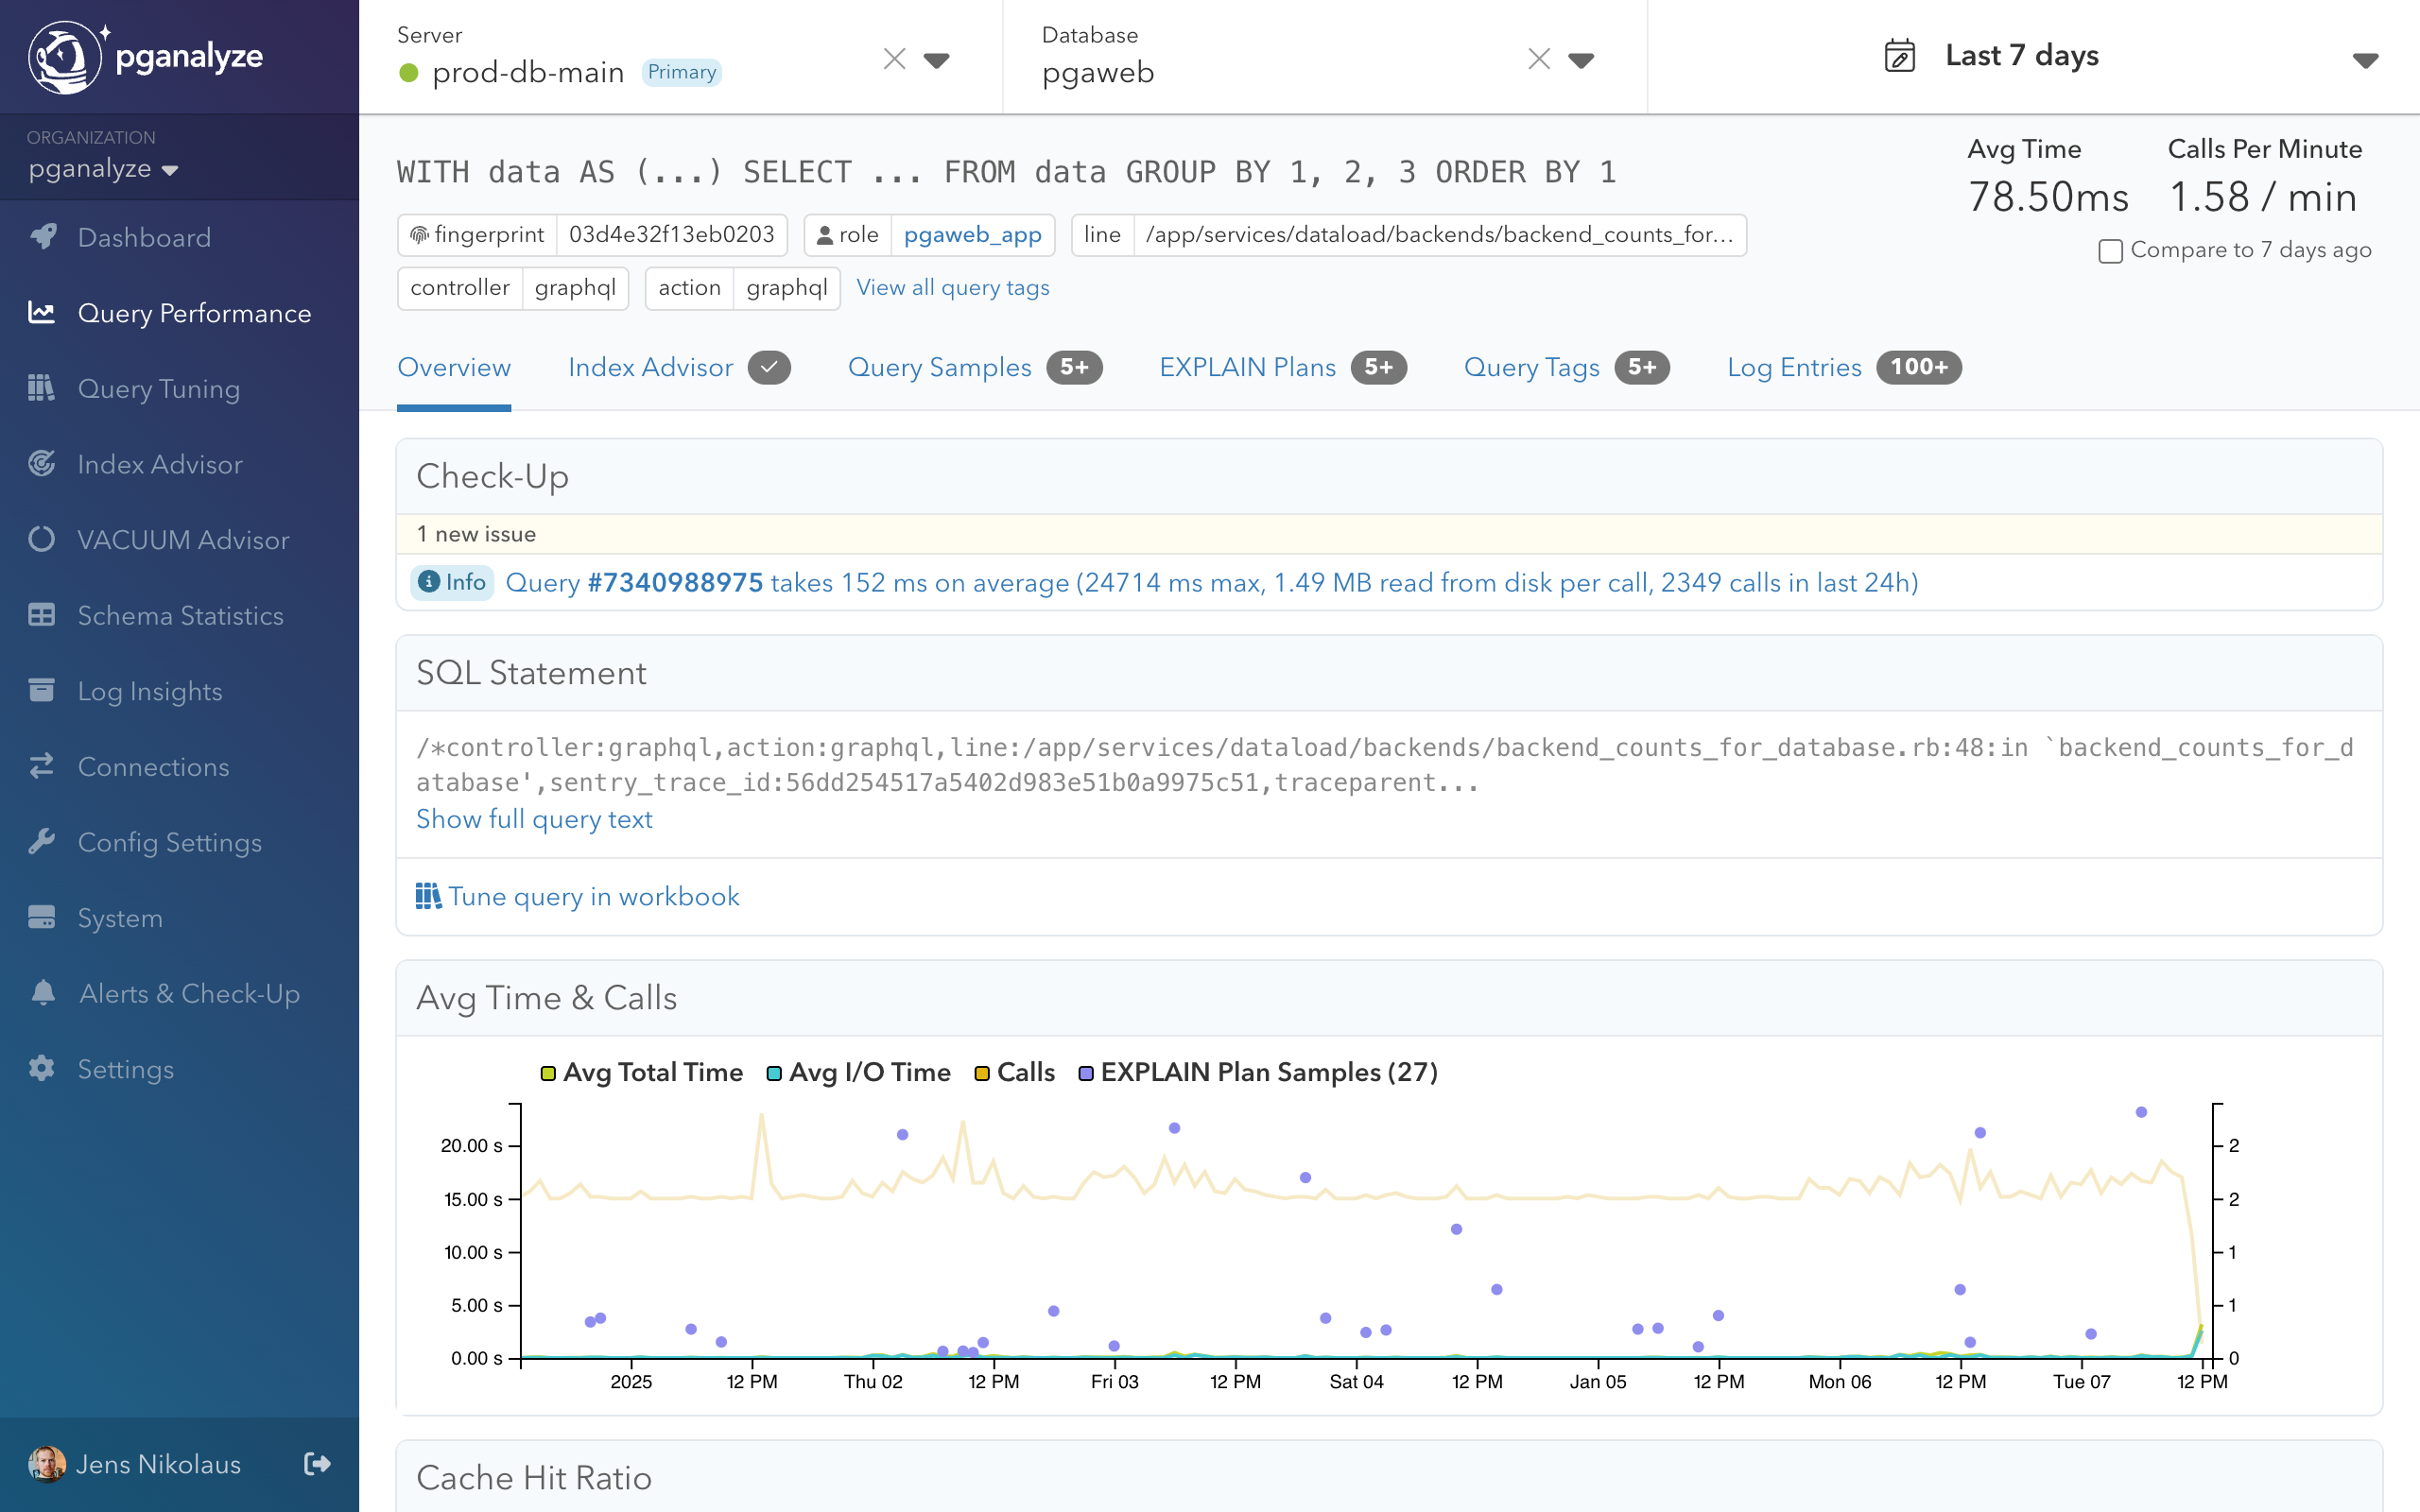 pganalyze
ORGANIZATION
pganalyze
Dashboard
Query Performance
Query Tuning
Index Advisor
VACUUM Advisor
Schema Statistics
Log Insights
Connections
Config Settings
System
Alerts & Check-Up
Settings
Jens Nikolaus
Server
prod-db-main Primary
Database
pgaweb
Last 7 days
WITH data AS (...) SELECT ... FROM data GROUP BY 1, 2, 3 ORDER BY 1
fingerprint 03d4e32f13eb0203 role pgaweb_app line /app/services/dataload/backends/backend_counts_for...
controller graphql action graphql View all query tags
Avg Time Calls Per Minute
78.50ms 1.58 / min
Compare to 7 days ago
Overview Index Advisor Query Samples 5+ EXPLAIN Plans 5+ Query Tags 5+ Log Entries 100+
Check-Up
1 new issue
Info Query #7340988975 takes 152 ms on average (24714 ms max, 1.49 MB read from disk per call, 2349 calls in last 24h)
SQL Statement
/*controller:graphql,action:graphql,line:/app/services/dataload/backends/backend_counts_for_database.rb:48:in `backend_counts_for_d
atabase',sentry_trace_id:56dd254517a5402d983e51b0a9975c51,traceparent...
Show full query text
Tune query in workbook
Avg Time & Calls
Avg Total Time Avg I/O Time Calls EXPLAIN Plan Samples (27)
20.00 s 2
15.00 s 2
10.00 s 1
5.00 s 1
0.00 s 0
2025 12 PM Thu 02 12 PM Fri 03 12 PM Sat 04 12 PM Jan 05 12 PM Mon 06 12 PM Tue 07 12 PM
Cache Hit Ratio